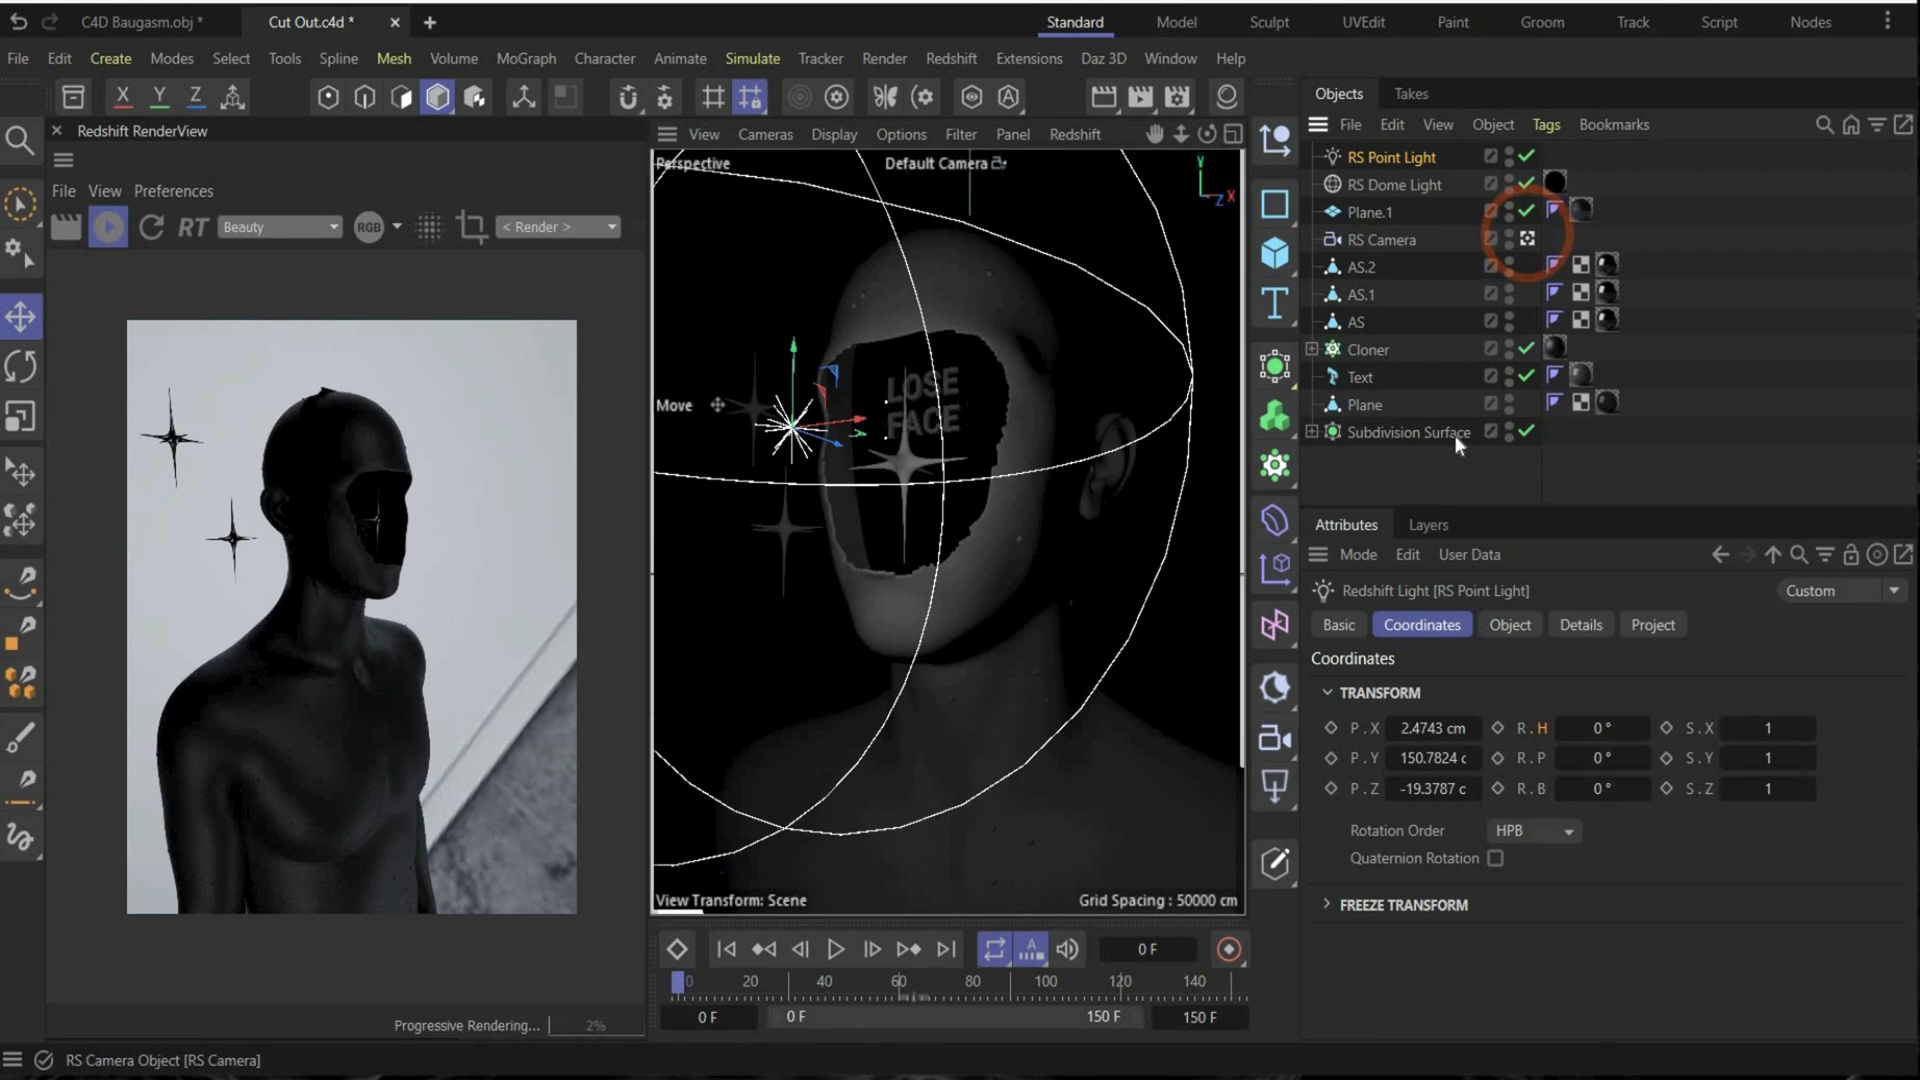 C4D Baugasm.obj *
Cut Out.c4d *
Standard
Model
Sculpt
UVEdit
Paint
Groom
Track
Script
Nodes
File Edit Create Modes Select Tools Spline Mesh Volume MoGraph Character Animate Simulate Tracker Render Redshift Extensions Daz 3D Window Help
X Y Z
Objects Takes
Redshift RenderView
View Cameras Display Options Filter Panel Redshift
File Edit View Object Tags Bookmarks
Perspective
Default Camera
Y
X
Z
File View Preferences
RT Beauty RGB < Render >
Move
LOSE
FACE
RS Point Light
RS Dome Light
Plane.1
RS Camera
AS.2
AS.1
AS
Cloner
Text
Plane
Subdivision Surface
Attributes Layers
Mode Edit User Data
Redshift Light [RS Point Light]
Custom
Basic Coordinates Object Details Project
Coordinates
TRANSFORM
P . X 2.4743 cm R . H 0 ° S . X 1
P . Y 150.7824 c R . P 0 ° S . Y 1
P . Z -19.3787 c R . B 0 ° S . Z 1
Rotation Order HPB
Quaternion Rotation
FREEZE TRANSFORM
View Transform: Scene
Grid Spacing : 50000 cm
A
0 F
0 20 40 60 80 100 120 140
0 F 0 F 150 F 150 F
Progressive Rendering... 2%
RS Camera Object [RS Camera]